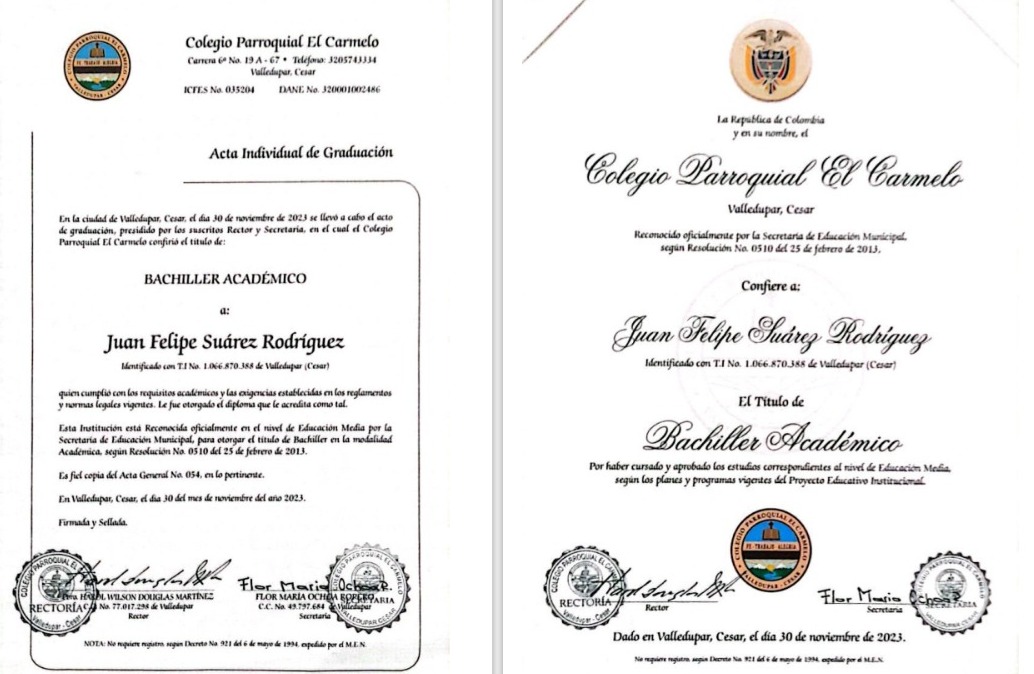 Colegio Parroquial El Carmelo
Carrera 6ª No. 19 A - 67 • Teléfono: 3205743334
Valledupar, Cesar
ICFES No. 035204 DANE No. 320001002486
Acta Individual de Graduación
En la ciudad de Valledupar, Cesar, el día 30 de noviembre de 2023 se llevó a cabo el acto
de graduación, presidido por los suscritos Rector y Secretaria, en el cual el Colegio
Parroquial El Carmelo confirió el título de:
BACHILLER ACADÉMICO
a:
Juan Felipe Suárez Rodríguez
Identificado con T.I No. 1.066.870.388 de Valledupar (Cesar)
quien cumplió con los requisitos académicos y las exigencias establecidas en los reglamentos
y normas legales vigentes. Le fue otorgado el diploma que le acredita como tal.
Esta Institución está Reconocida oficialmente en el nivel de Educación Media por la
Secretaria de Educación Municipal, para otorgar el título de Bachiller en la modalidad
Académica, según Resolución No. 0510 del 25 de febrero de 2013.
Es fiel copia del Acta General No. 054, en lo pertinente.
En Valledupar, Cesar, el día 30 del mes de noviembre del año 2023.
Firmada y Sellada.
HAROL WILSON DOUGLAS MARTÍNEZ
No. 77.017.298 de Valledupar
Rector
RECTORÍA
Flor Maria Ochoa R.
FLOR MARÍA OCHOA
C.C. No. 49.797.684 de Valledupar
Secretaria
SECRETARIA
NOTA: No requiere registro, según Decreto No. 921 del 6 de mayo de 1994, expedido por el M.E.N.
La República de Colombia
y en su nombre, el
Colegio Parroquial El Carmelo
Valledupar, Cesar
Reconocido oficialmente por la Secretaria de Educación Municipal,
según Resolución No. 0510 del 25 de febrero de 2013.
Confiere a:
Juan Felipe Suárez Rodríguez
Identificado con T.I No. 1.066.870.388 de Valledupar (Cesar)
El Título de
Bachiller Académico
Por haber cursado y aprobado los estudios correspondientes al nivel de Educación Media,
según los planes y programas vigentes del Proyecto Educativo Institucional.
COLEGIO PARROQUIAL EL CARMELO
FE-TRABAJO-ALEGRIA
VALLEDUPAR - CESAR
RECTORÍA
Rector
Flor Maria Ochoa R.
Secretaria
SECRETARIA
Dado en Valledupar, Cesar, el día 30 de noviembre de 2023.
No requiere registro, según Decreto No. 921 del 6 de mayo de 1994, expedido por el M.E.N.